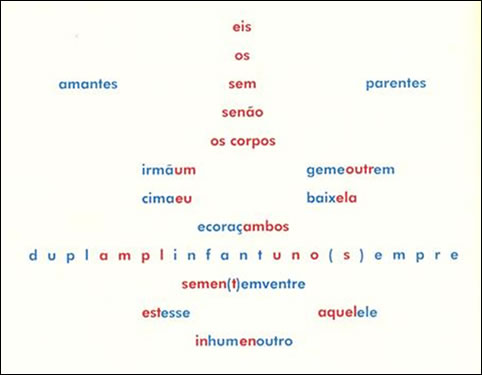 eis
os
amantes sem parentes
senão
os corpos
irmãum gemeoutrem
cimaeu baixela
ecoraçambos
d u p l a m p l i n f a n t u n o ( s ) e m p r e
semen(t)emventre
estesse aquelele
inhumenoutro